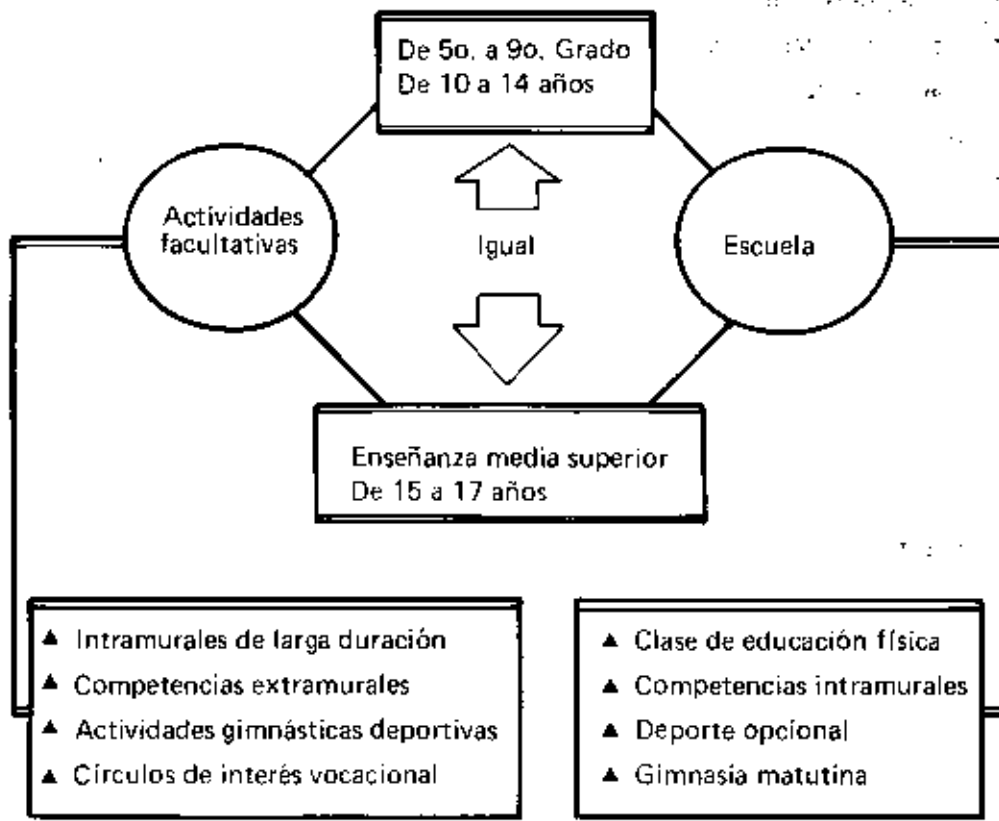 De 5o. a 9o. Grado
De 10 a 14 años
Actividades
facultativas
Igual
Escuela
Enseñanza media superior
De 15 a 17 años
▲ Intramurales de larga duración
▲ Competencias extramurales
▲ Actividades gimnásticas deportivas
▲ Círculos de interés vocacional
▲ Clase de educación física
▲ Competencias intramurales
▲ Deporte opcional
▲ Gimnasia matutina